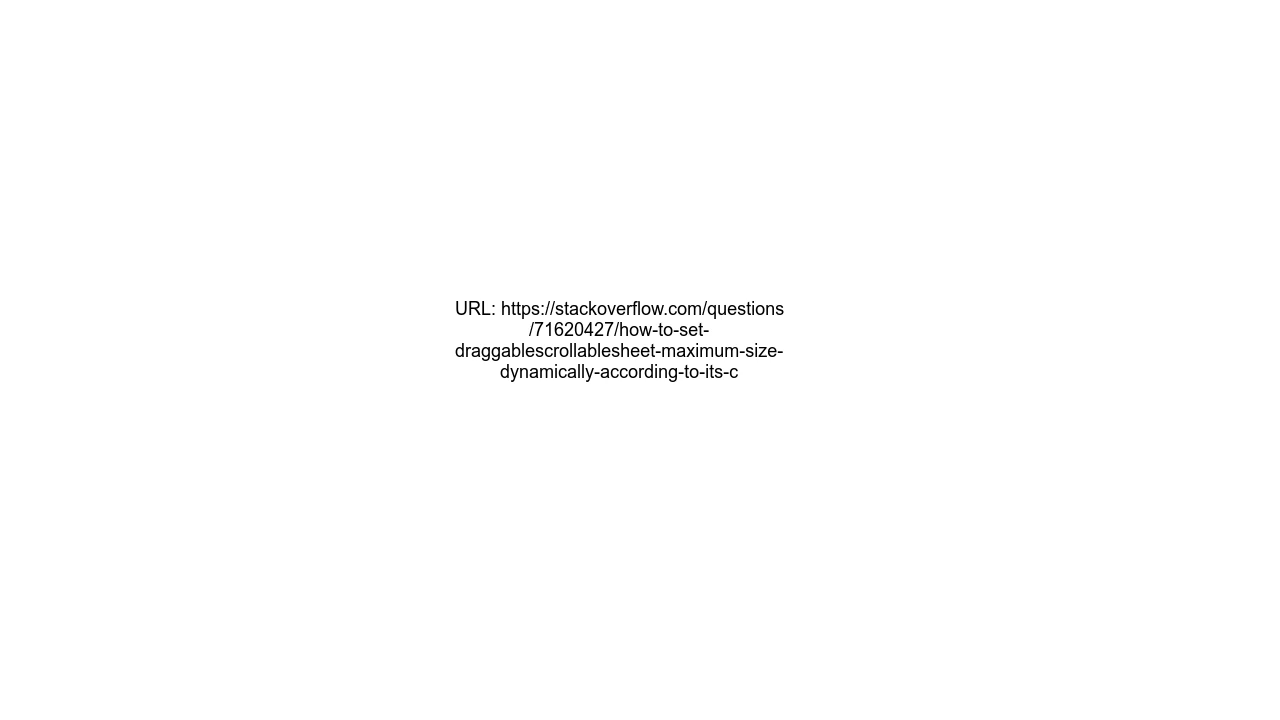 URL: https://stackoverflow.com/questions
/71620427/how-to-set-
draggablescrollablesheet-maximum-size-
dynamically-according-to-its-c